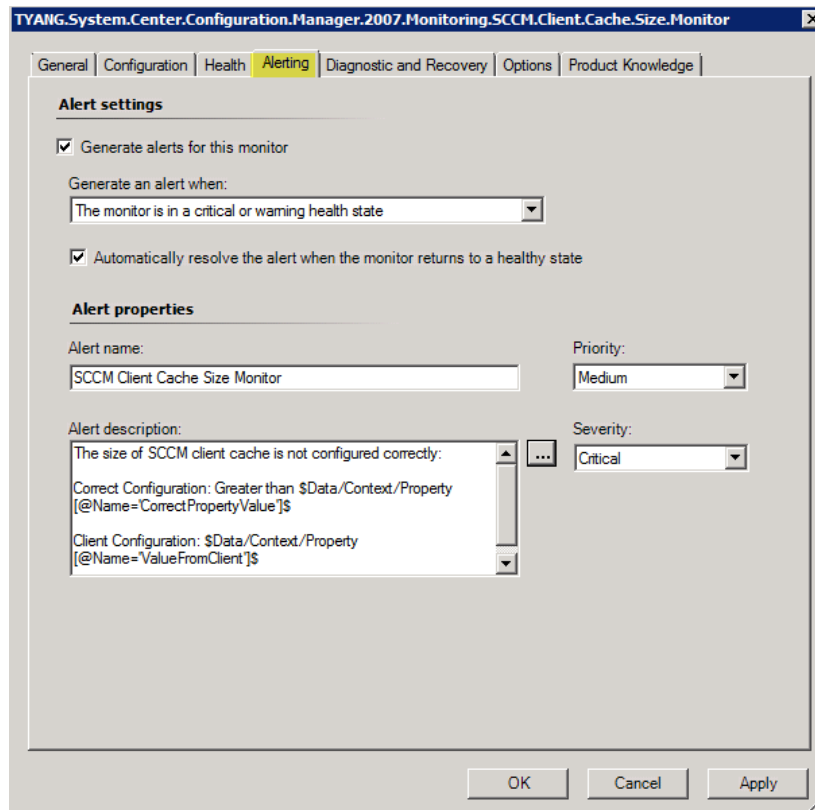 TYANG.System.Center.Configuration.Manager.2007.Monitoring.SCCM.Client.Cache.Size.Monitor
General Configuration Health Alerting Diagnostic and Recovery Options Product Knowledge
Alert settings
Generate alerts for this monitor
Generate an alert when:
The monitor is in a critical or warning health state
Automatically resolve the alert when the monitor returns to a healthy state
Alert properties
Alert name:
Priority:
SCCM Client Cache Size Monitor
Medium
Alert description:
Severity:
The size of SCCM client cache is not configured correctly:
...
Critical
Correct Configuration: Greater than $Data/Context/Property
[@Name='CorrectPropertyValue']$
Client Configuration: $Data/Context/Property
[@Name='ValueFromClient']$
OK Cancel Apply